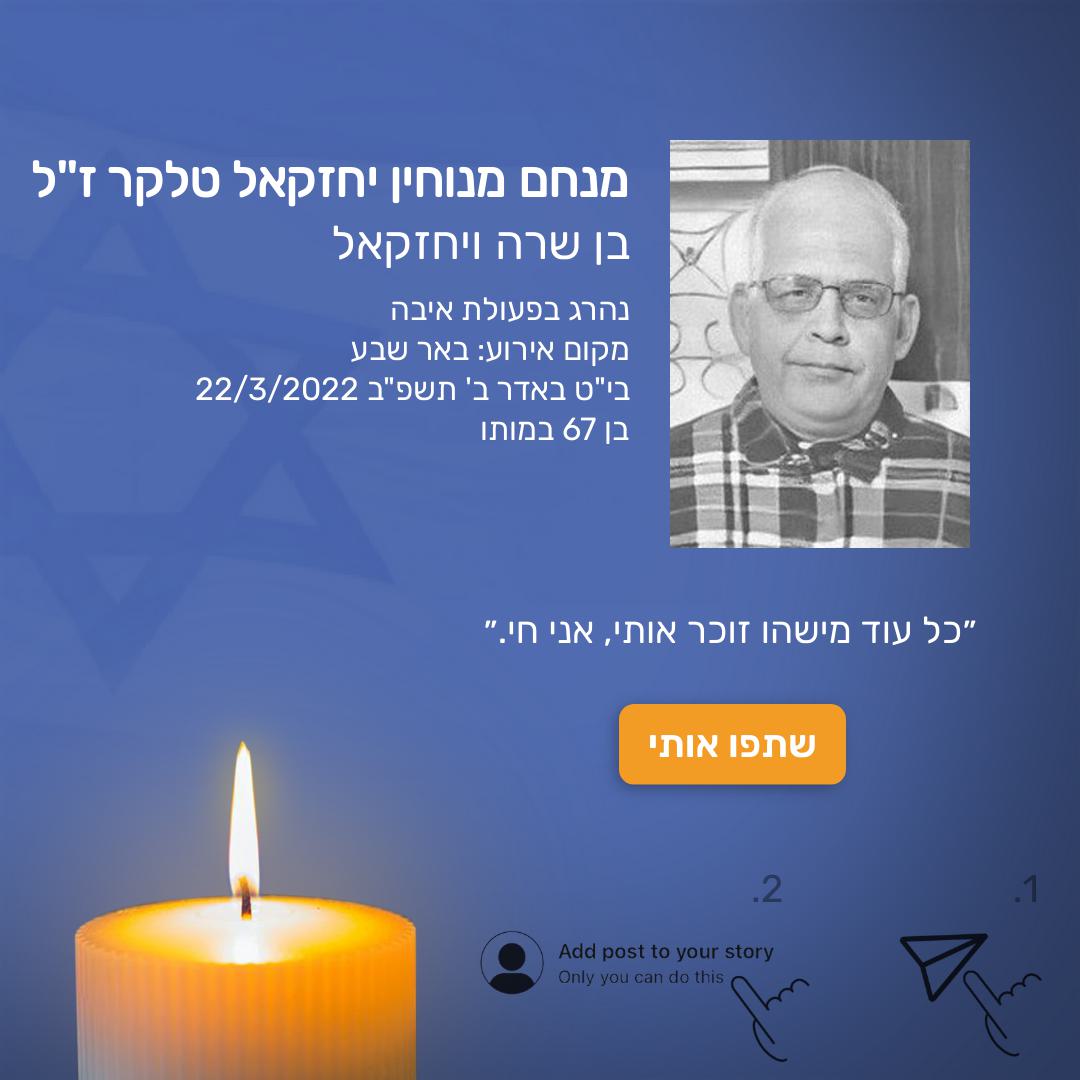 מנחם מנוחין יחזקאל טלקר ז"ל
בן שרה ויחזקאל
נהרג בפעולת איבה
מקום אירוע: באר שבע
בי"ט באדר ב' תשפ"ב 22/3/2022
בן 67 במותו
״כל עוד מישהו זוכר אותי, אני חי.״
שתפו אותי
.1
.2
Add post to your story
Only you can do this